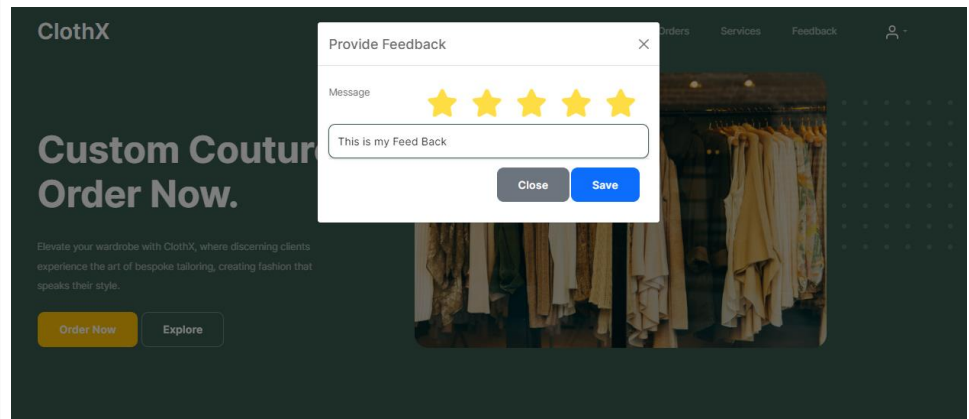 ClothX
Orders Services Feedback
Provide Feedback
Message
This is my Feed Back
Close Save
Custom Couture
Order Now.
Elevate your wardrobe with ClothX, where discerning clients
experience the art of bespoke tailoring, creating fashion that
speaks their style.
Order Now Explore